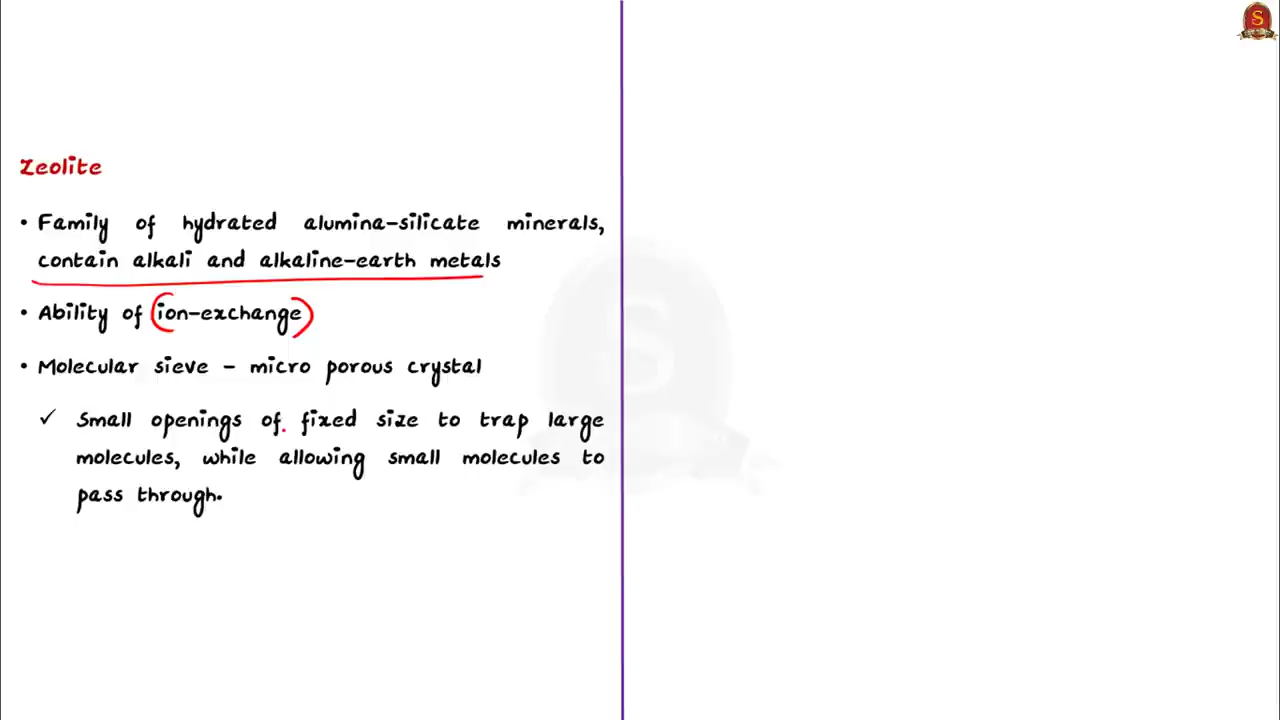 Zeolite
• Family of hydrated alumina-silicate minerals,
contain alkali and alkaline-earth metals
• Ability of ion-exchange
• Molecular sieve - micro porous crystal
✓ Small openings of fixed size to trap large
molecules, while allowing small molecules to
pass through.
S
S